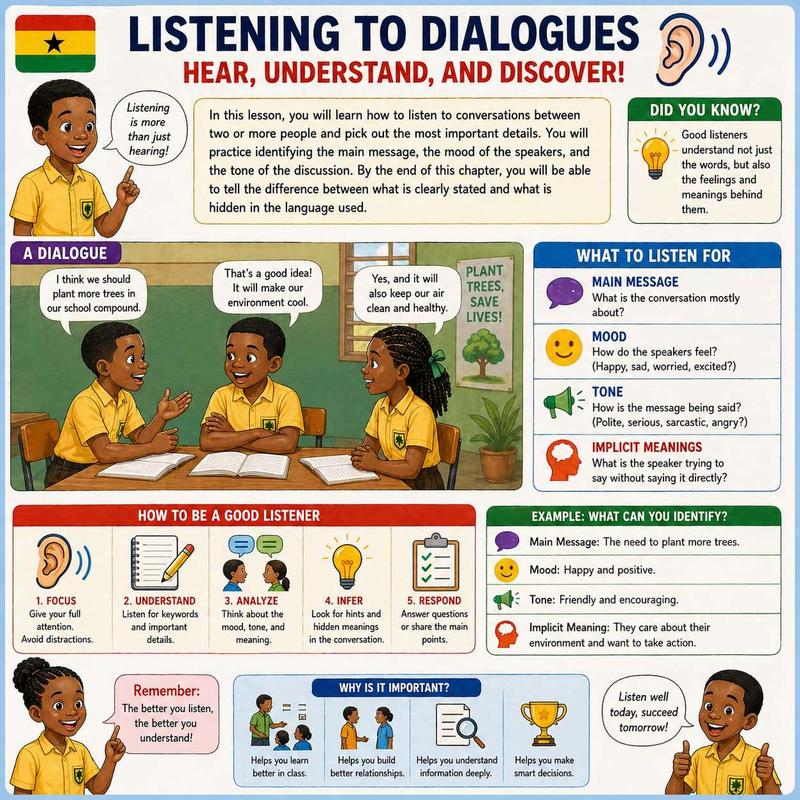 LISTENING TO DIALOGUES
HEAR, UNDERSTAND, AND DISCOVER!
Listening
is more
than just
hearing!
In this lesson, you will learn how to listen to conversations between
two or more people and pick out the most important details. You will
practice identifying the main message, the mood of the speakers, and
the tone of the discussion. By the end of this chapter, you will be able
to tell the difference between what is clearly stated and what is
hidden in the language used.
DID YOU KNOW?
Good listeners
understand not just
the words, but also
the feelings and
meanings behind
them.
A DIALOGUE
I think we should
plant more trees in
our school compound.
That's a good idea!
It will make our
environment cool.
Yes, and it will
also keep our air
clean and healthy.
PLANT
TREES,
SAVE
LIVES!
WHAT TO LISTEN FOR
MAIN MESSAGE
What is the conversation mostly
about?
MOOD
How do the speakers feel?
(Happy, sad, worried, excited?)
TONE
How is the message being said?
(Polite, serious, sarcastic, angry?)
IMPLICIT MEANINGS
What is the speaker trying to
say without saying it directly?
HOW TO BE A GOOD LISTENER
1. FOCUS
Give your full
attention.
Avoid distractions.
2. UNDERSTAND
Listen for keywords
and important
details.
3. ANALYZE
Think about the
mood, tone, and
meaning.
4. INFER
Look for hints and
hidden meanings
in the conversation.
5. RESPOND
Answer questions
or share the main
points.
EXAMPLE: WHAT CAN YOU IDENTIFY?
Main Message: The need to plant more trees.
Mood: Happy and positive.
Tone: Friendly and encouraging.
Implicit Meaning: They care about their
environment and want to take action.
Remember:
The better you listen,
the better you
understand!
WHY IS IT IMPORTANT?
Helps you learn
better in class.
Helps you build
better relationships.
Helps you understand
information deeply.
Helps you make
smart decisions.
Listen well
today, succeed
tomorrow!